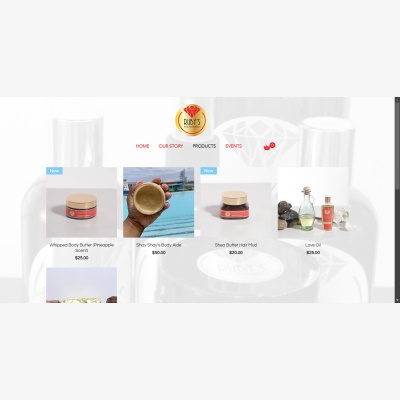 RUBY'S
HOME
OUR STORY
PRODUCTS
EVENTS
0
New
New
Whipped Body Butter (Pineapple
Scent)
$25.00
Shay Shay's Body Aide
$50.00
Shea Butter Hair Mud
$20.00
Love Oil
$25.00